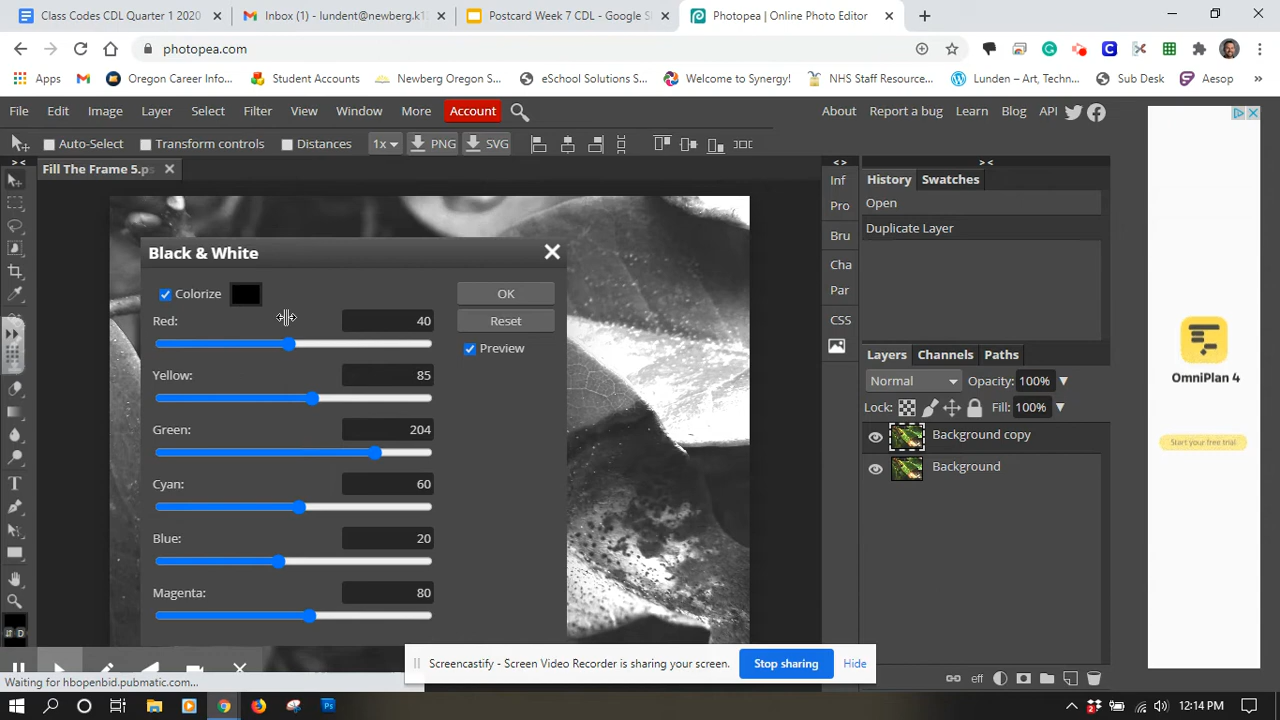 Class Codes CDL Quarter 1 2020
Inbox (1) - lundent@newberg.k1
Postcard Week 7 CDL - Google S
Photopea | Online Photo Editor
photopea.com
Apps
Oregon Career Info...
Student Accounts
Newberg Oregon S...
eSchool Solutions S...
Welcome to Synergy!
NHS Staff Resource...
Lunden – Art, Techn...
Sub Desk
Aesop
File Edit Image Layer Select Filter View Window More Account
About Report a bug Learn Blog API
Auto-Select Transform controls Distances 1x PNG SVG
Fill The Frame 5.ps
Black & White
Colorize
OK
Red: 40
Reset
Preview
Yellow: 85
Green: 204
Cyan: 60
Blue: 20
Magenta: 80
Inf
Pro
Bru
Cha
Par
CSS
History Swatches
Open
Duplicate Layer
Layers Channels Paths
Normal Opacity: 100%
Lock: Fill: 100%
Background copy
Background
eff
OmniPlan 4
Start your free trial
Screencastify - Screen Video Recorder is sharing your screen. Stop sharing Hide
Waiting for hbopenbid.pubmatic.com...
12:14 PM